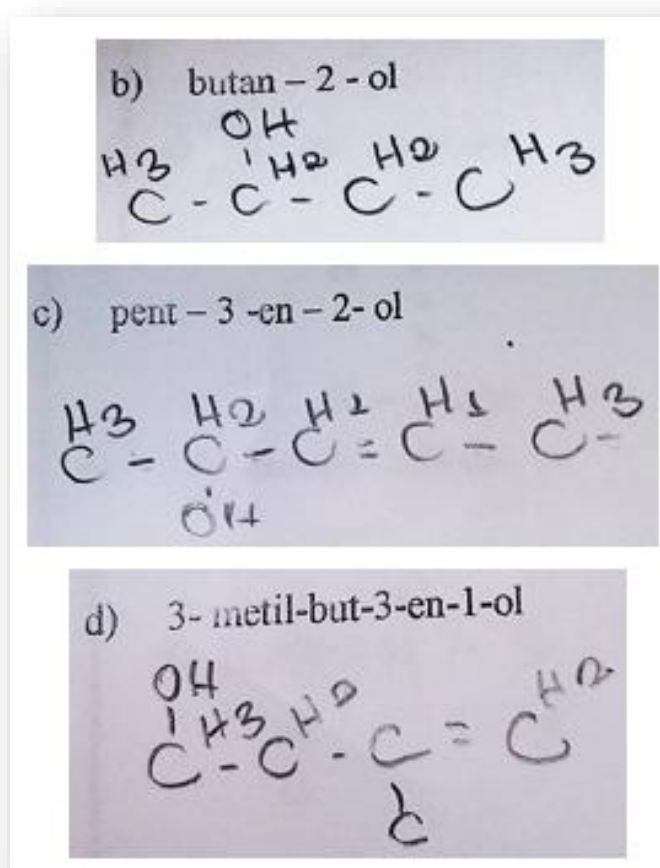 b) butan – 2 - ol
OH
H3 H2 H2 H3
C - C - C - C
c) pent – 3 -en – 2- ol
H3 H2 H1 H1 H3
C - C - C = C - C -
OH
d) 3- metil-but-3-en-1-ol
OH
H3 H2 H2
C - C - C = C
C